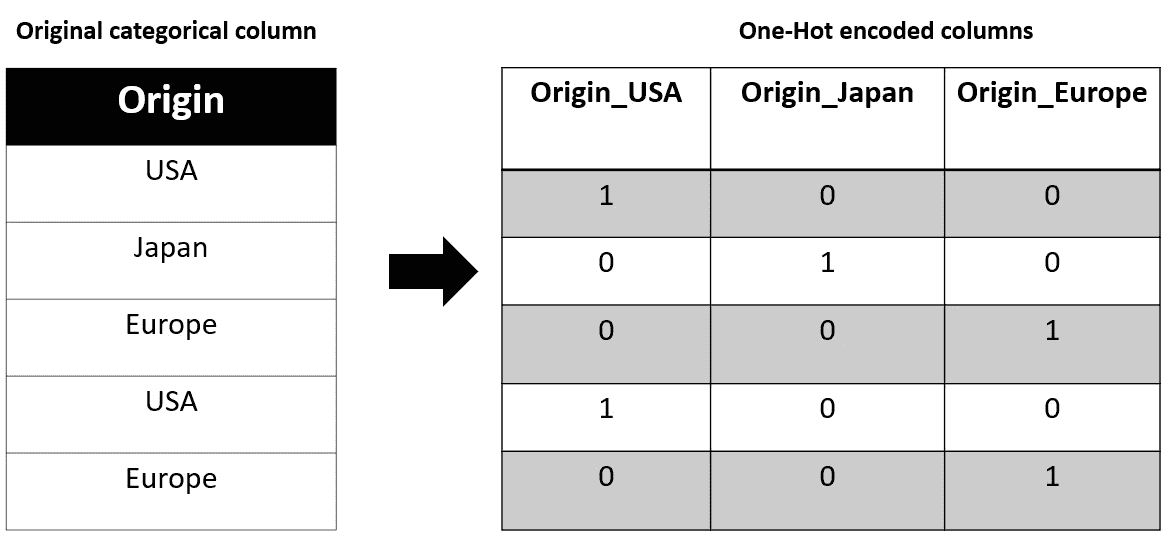 Original categorical column
One-Hot encoded columns
Origin
USA
Japan
Europe
USA
Europe
Origin_USA Origin_Japan Origin_Europe
1 0 0
0 1 0
0 0 1
1 0 0
0 0 1